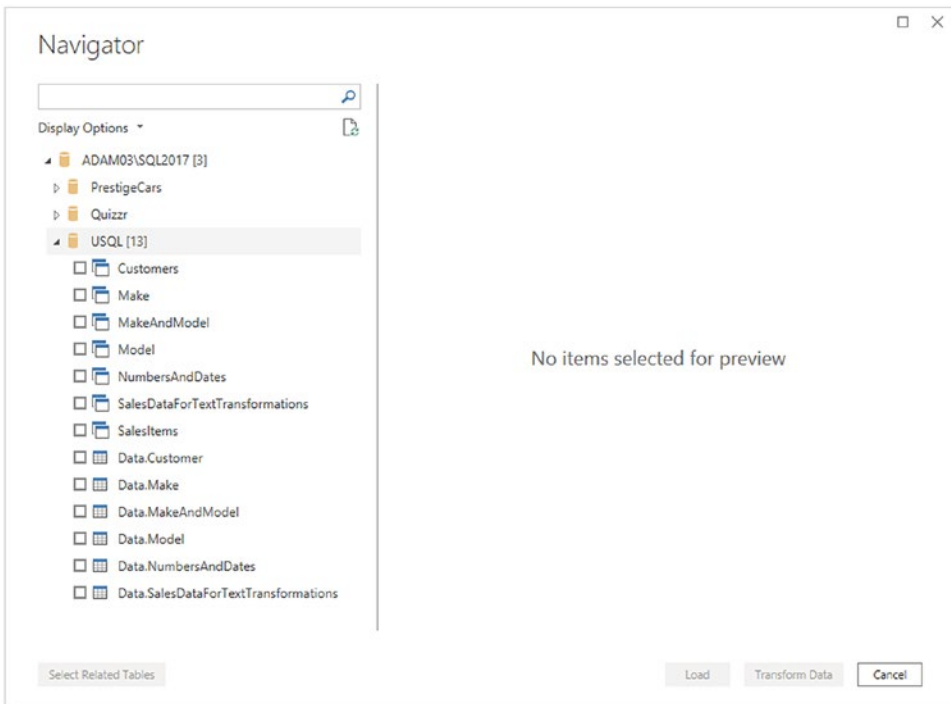 Navigator
Display Options
ADAM03\SQL2017 [3]
PrestigeCars
Quizzr
USQL [13]
Customers
Make
MakeAndModel
Model
NumbersAndDates
SalesDataForTextTransformations
SalesItems
Data.Customer
Data.Make
Data.MakeAndModel
Data.Model
Data.NumbersAndDates
Data.SalesDataForTextTransformations
No items selected for preview
Select Related Tables
Load
Transform Data
Cancel